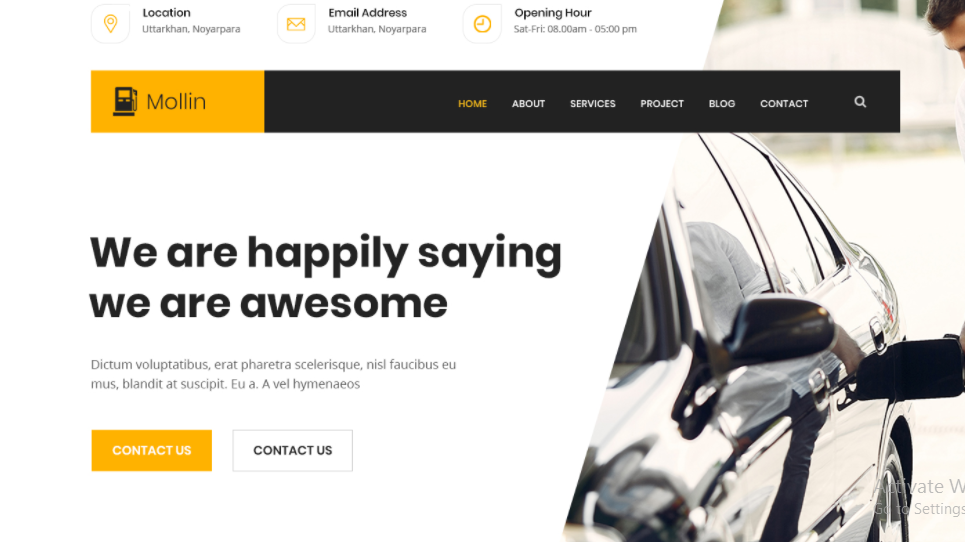 Location
Uttarkhan, Noyarpara
Email Address
Uttarkhan, Noyarpara
Opening Hour
Sat-Fri: 08.00am - 05:00 pm
Mollin
HOME ABOUT SERVICES PROJECT BLOG CONTACT
We are happily saying
we are awesome
Dictum voluptatibus, erat pharetra scelerisque, nisl faucibus eu
mus, blandit at suscipit. Eu a. A vel hymenaeos
CONTACT US CONTACT US
Activate W
Go to Settings